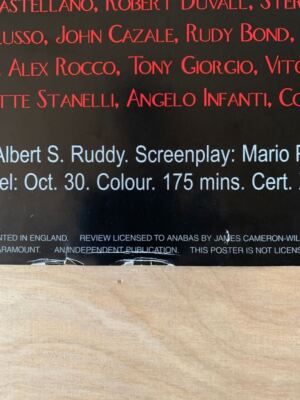 CASTELLANO, ROBERT DUVALL, STER
LUSSO, JOHN CAZALE, RUDY BOND,
ALEX ROCCO, TONY GIORGIO, VITO
TTE STANELLI, ANGELO INFANTI, CO
Albert S. Ruddy. Screenplay: Mario P
el: Oct. 30. Colour. 175 mins. Cert.
NTED IN ENGLAND. REVIEW LICENSED TO ANABAS BY JAMES CAMERON-WIL
ARAMOUNT. AN INDEPENDENT PUBLICATION. THIS POSTER IS NOT LICENS